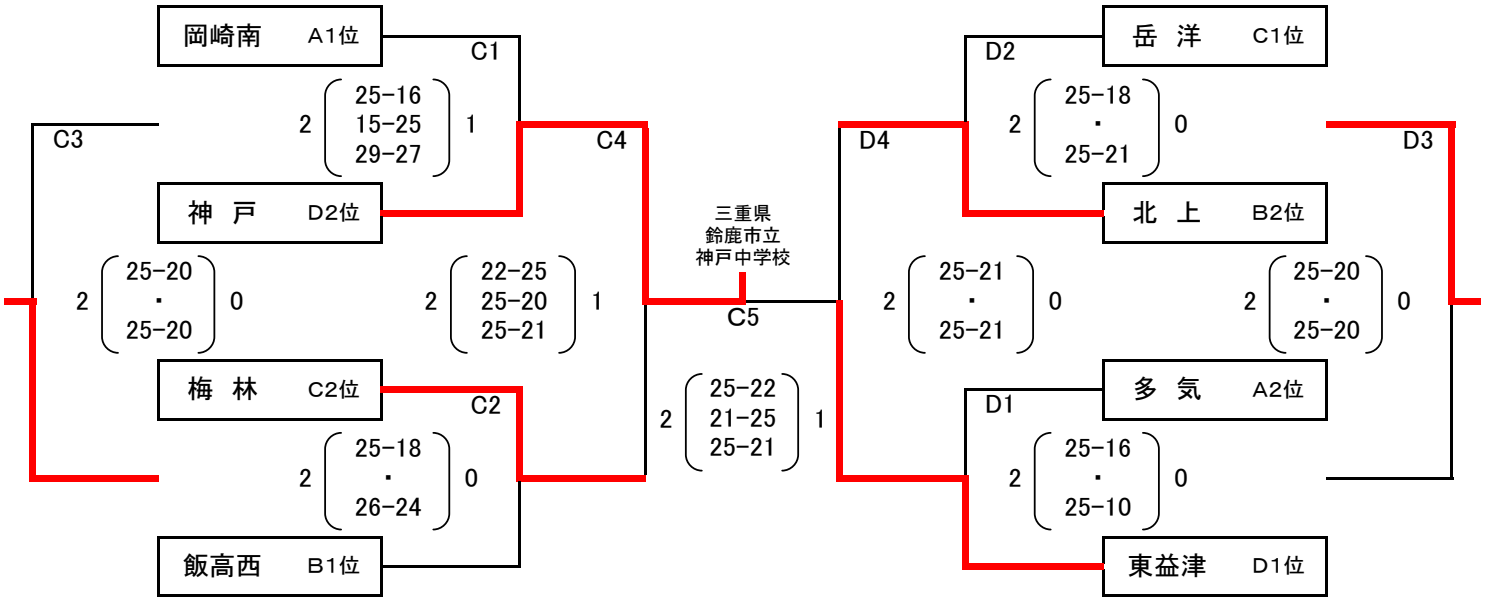 岡崎南 A1位
C1
25-16
2 15-25 1
29-27
C3
C4
神 戸 D2位
25-20
2 ・ 0
25-20
22-25
2 25-20 1
25-21
梅 林 C2位
C2
25-18
2 ・ 0
26-24
飯高西 B1位
三重県
鈴鹿市立
神戸中学校
C5
25-22
2 21-25 1
25-21
岳 洋 C1位
D2
25-18
2 ・ 0
25-21
D4
D3
北 上 B2位
25-21
2 ・ 0
25-21
25-20
2 ・ 0
25-20
多 気 A2位
D1
25-16
2 ・ 0
25-10
東益津 D1位